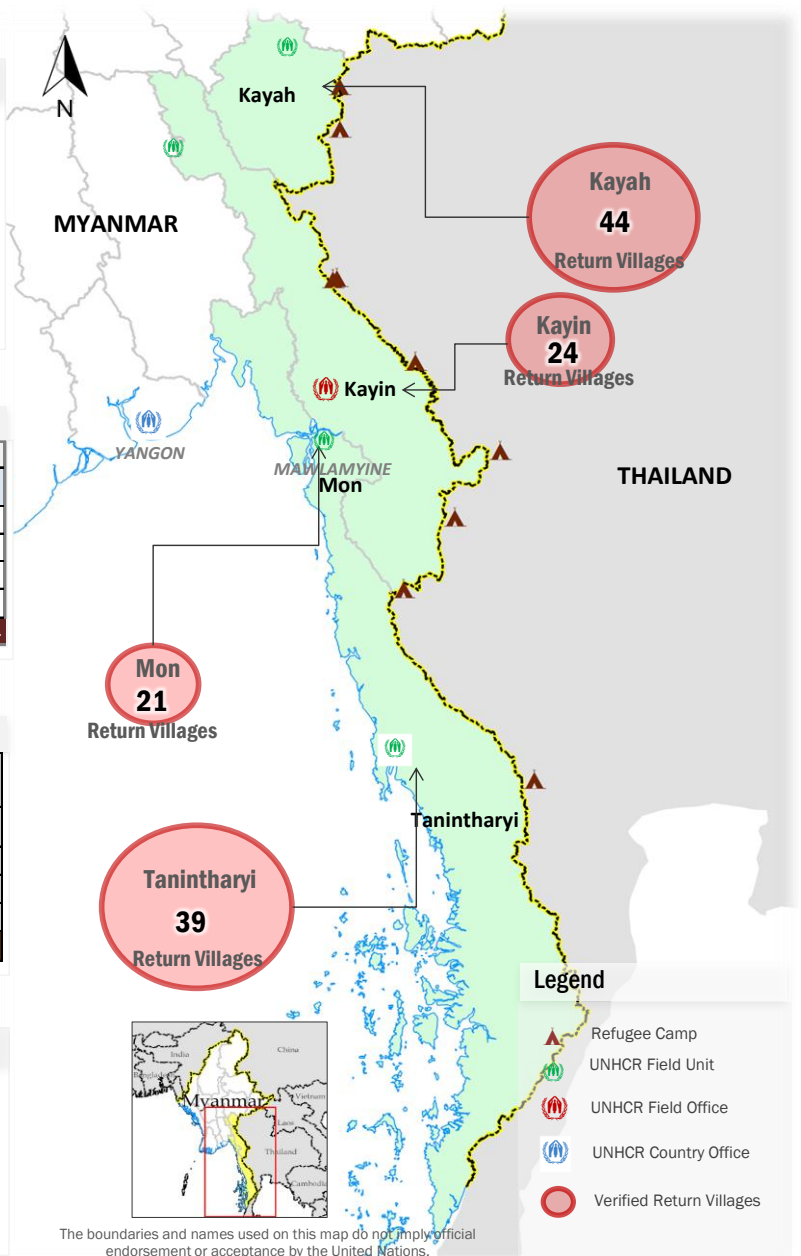 N
Kayah
MYANMAR
Kayah
44
Return Villages
Kayin
24
Return Villages
Kayin
YANGON
MAWLAMYINE
Mon
THAILAND
Mon
21
Return Villages
Tanintharyi
Tanintharyi
39
Return Villages
Legend
Refugee Camp
UNHCR Field Unit
UNHCR Field Office
UNHCR Country Office
Verified Return Villages
India
China
Myanmar
Vietnam
Laos
Thailand
Cambodia
The boundaries and names used on this map do not imply official
endorsement or acceptance by the United Nations.